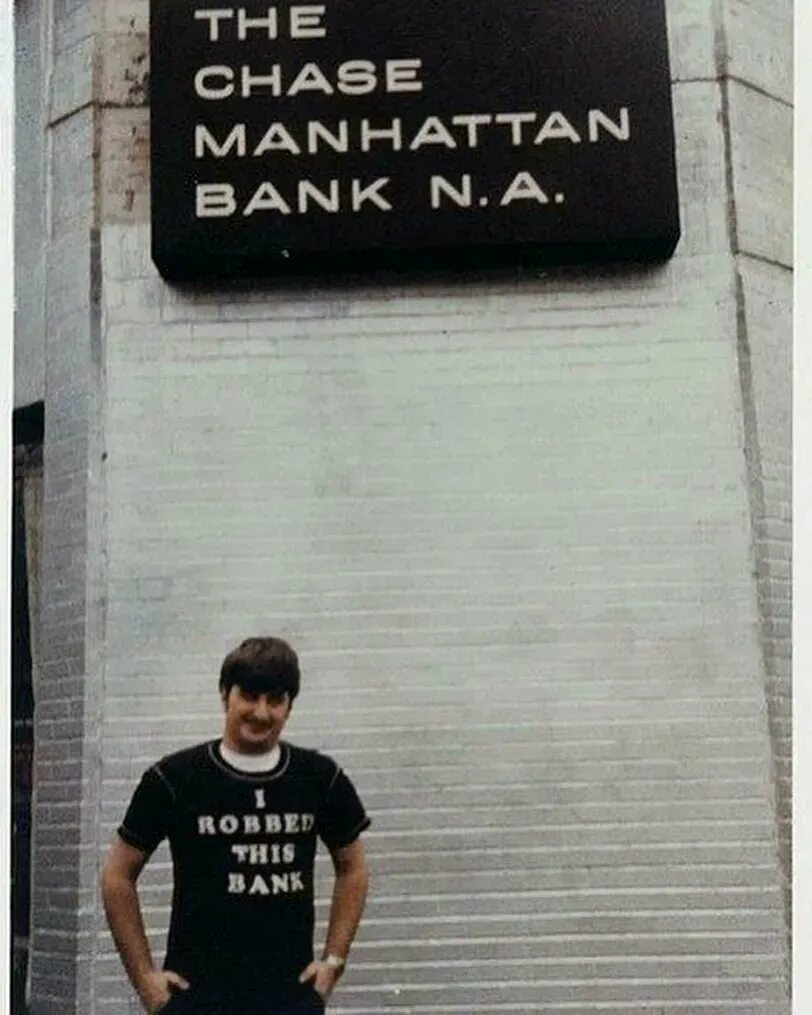 THE
CHASE
MANHATTAN
BANK N.A.
I
ROBBED
THIS
BANK